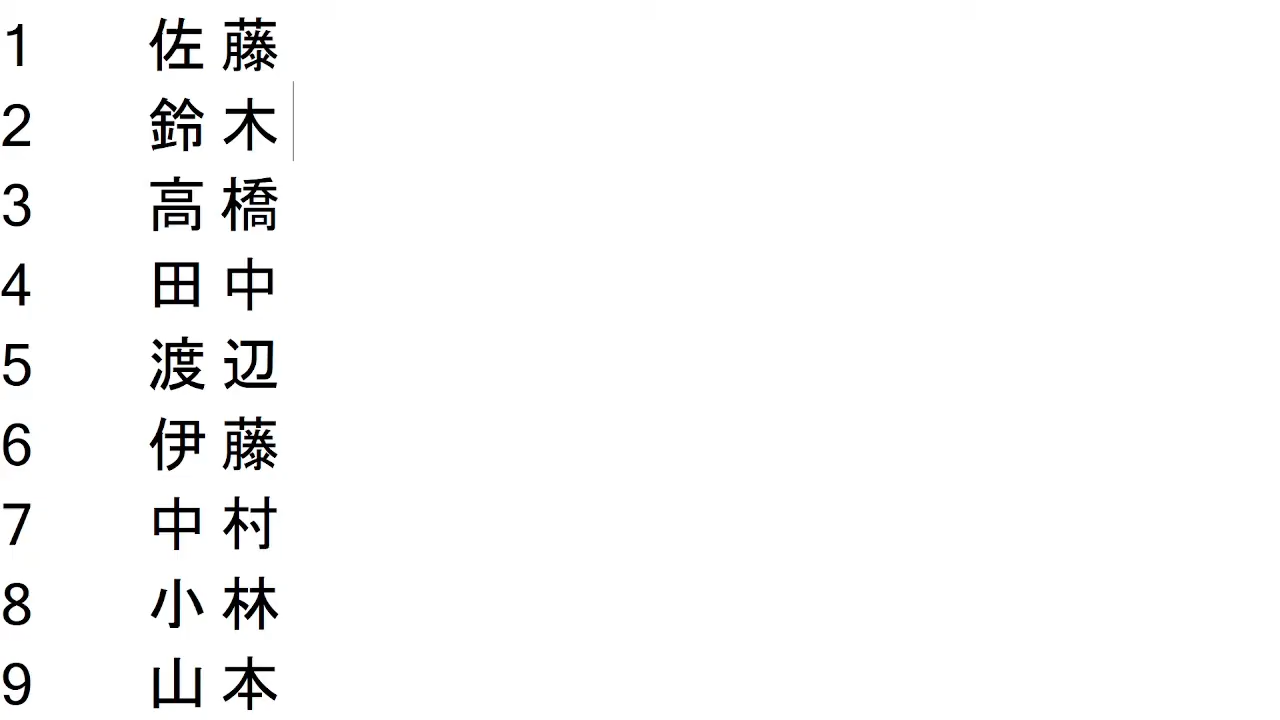 1 佐藤
2 鈴木
3 高橋
4 田中
5 渡辺
6 伊藤
7 中村
8 小林
9 山本